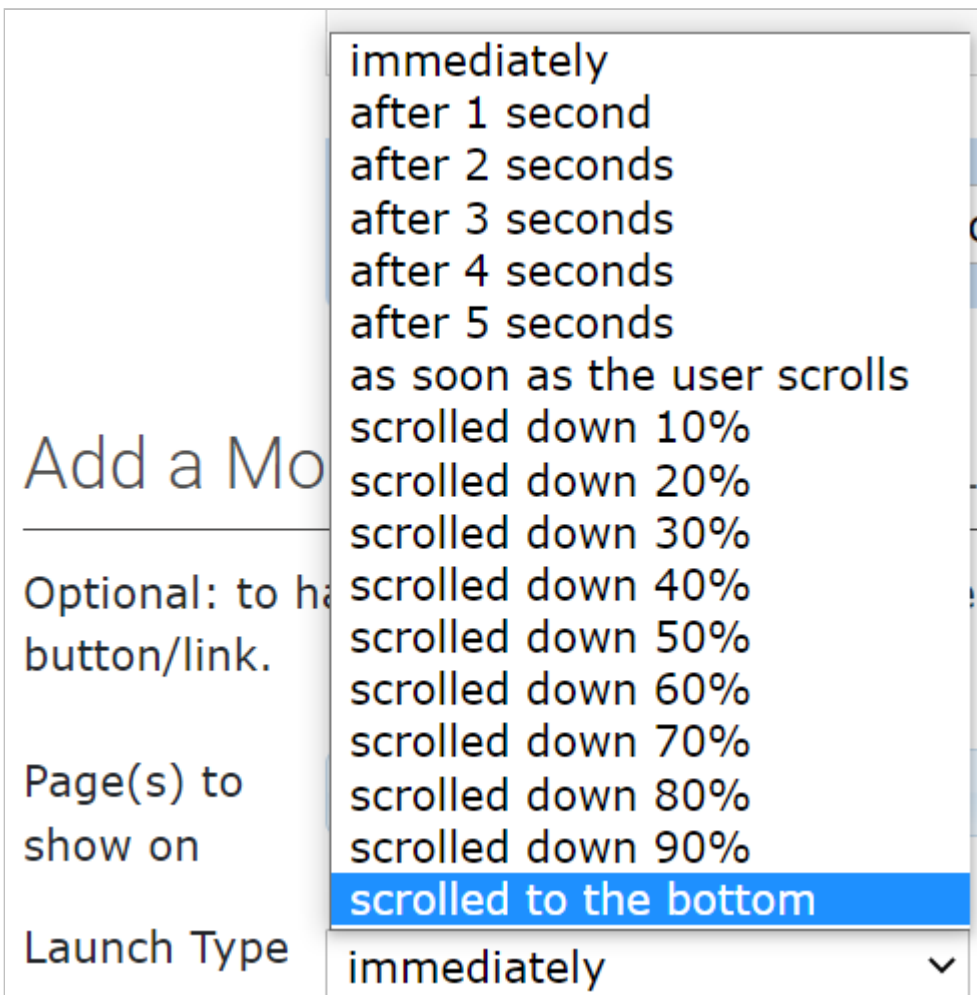 immediately
after 1 second
after 2 seconds
after 3 seconds
after 4 seconds
after 5 seconds
as soon as the user scrolls
scrolled down 10%
scrolled down 20%
scrolled down 30%
scrolled down 40%
scrolled down 50%
scrolled down 60%
scrolled down 70%
scrolled down 80%
scrolled down 90%
scrolled to the bottom
Add a Mo
Optional: to ha
button/link.
Page(s) to
show on
Launch Type
immediately